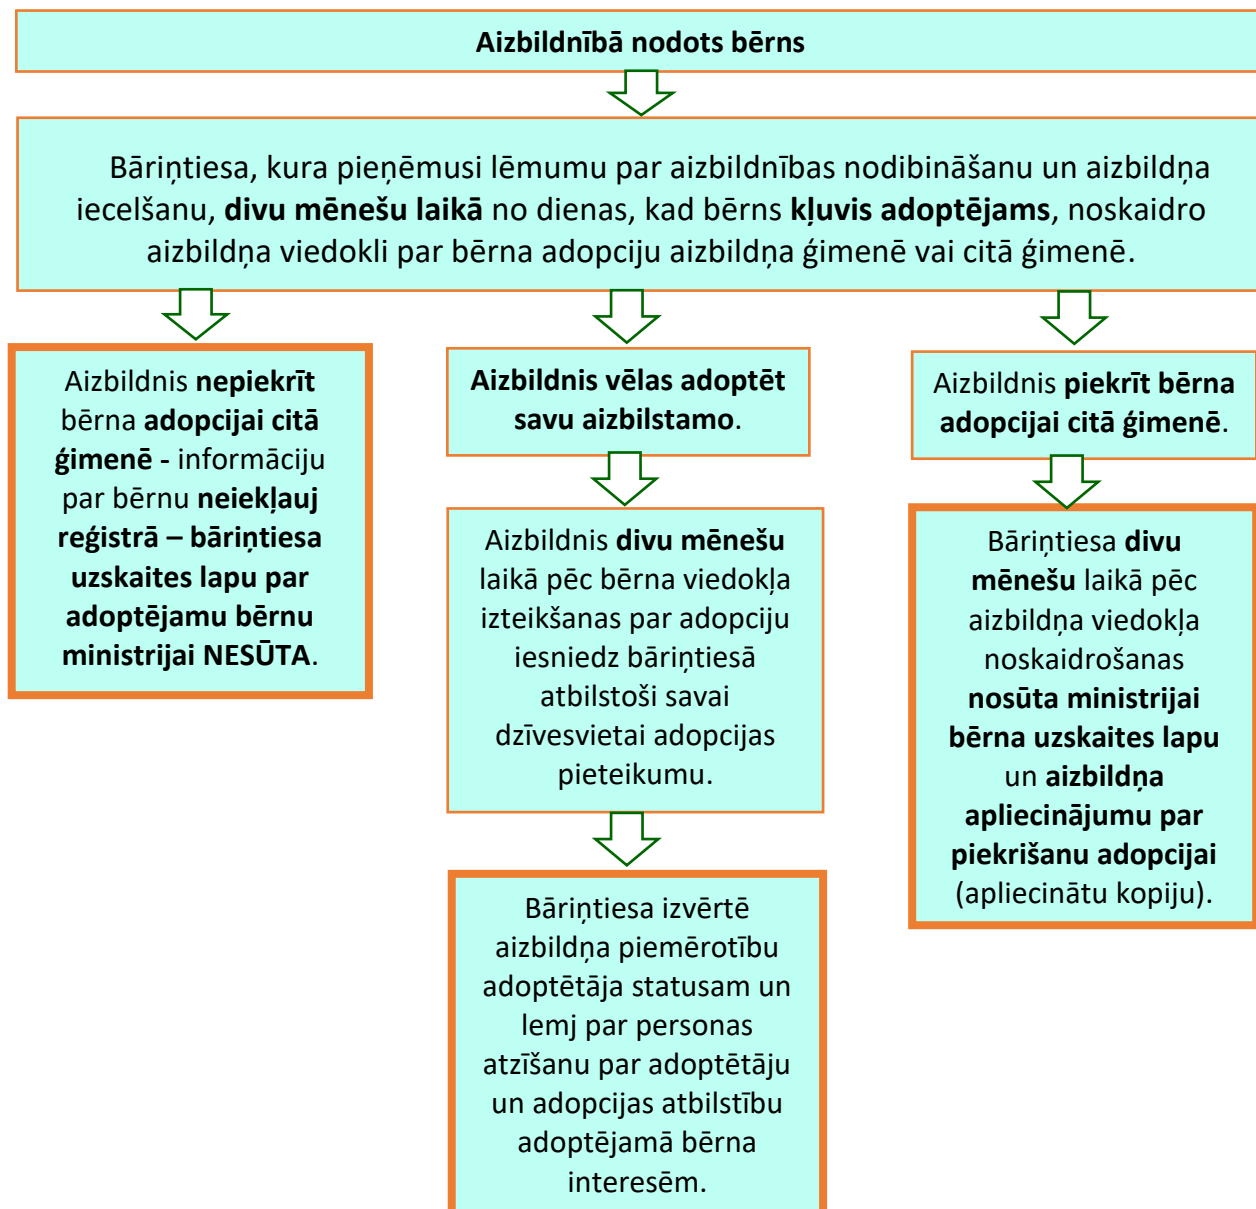 Aizbildnībā nodots bērns
Bāriņtiesa, kura pieņēmusi lēmumu par aizbildnības nodibināšanu un aizbildņa
iecelšanu, divu mēnešu laikā no dienas, kad bērns kļuvis adoptējams, noskaidro
aizbildņa viedokli par bērna adopciju aizbildņa ģimenē vai citā ģimenē.
Aizbildnis nepiekrīt
bērna adopcijai citā
ģimenē - informāciju
par bērnu neiekļauj
reģistrā – bāriņtiesa
uzskaites lapu par
adoptējamu bērnu
ministrijai NESŪTA.
Aizbildnis vēlas adoptēt
savu aizbilstamo.
Aizbildnis divu mēnešu
laikā pēc bērna viedokļa
izteikšanas par adopciju
iesniedz bāriņtiesā
atbilstoši savai
dzīvesvietai adopcijas
pieteikumu.
Bāriņtiesa izvērtē
aizbildņa piemērotību
adoptētāja statusam un
lemj par personas
atzīšanu par adoptētāju
un adopcijas atbilstību
adoptējamā bērna
interesēm.
Aizbildnis piekrīt bērna
adopcijai citā ģimenē.
Bāriņtiesa divu
mēnešu laikā pēc
aizbildņa viedokļa
noskaidrošanas
nosūta ministrijai
bērna uzskaites lapu
un aizbildņa
apliecinājumu par
piekrišanu adopcijai
(apliecinātu kopiju).